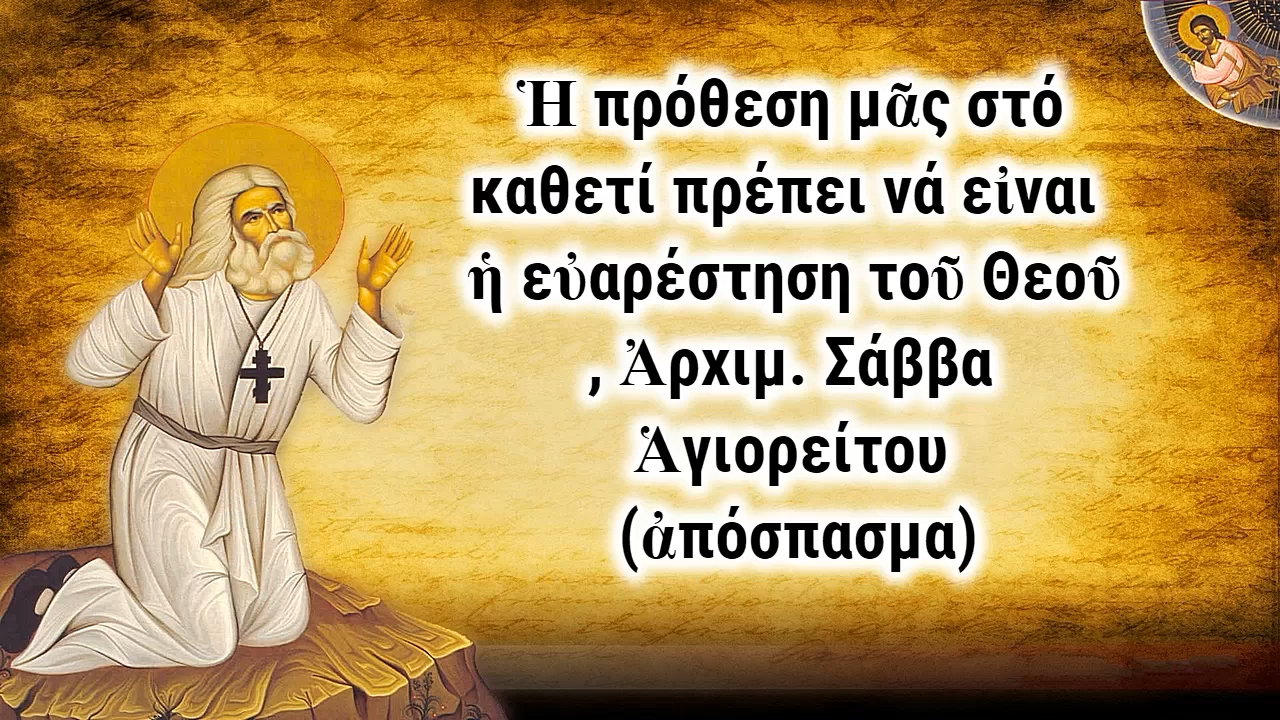 Ἡ πρόθεση μᾶς στό
καθετί πρέπει νά εἰναι
ἡ εὐαρέστηση τοῦ Θεοῦ
, Ἀρχιμ. Σάββα
Ἁγιορείτου
(ἀπόσπασμα)